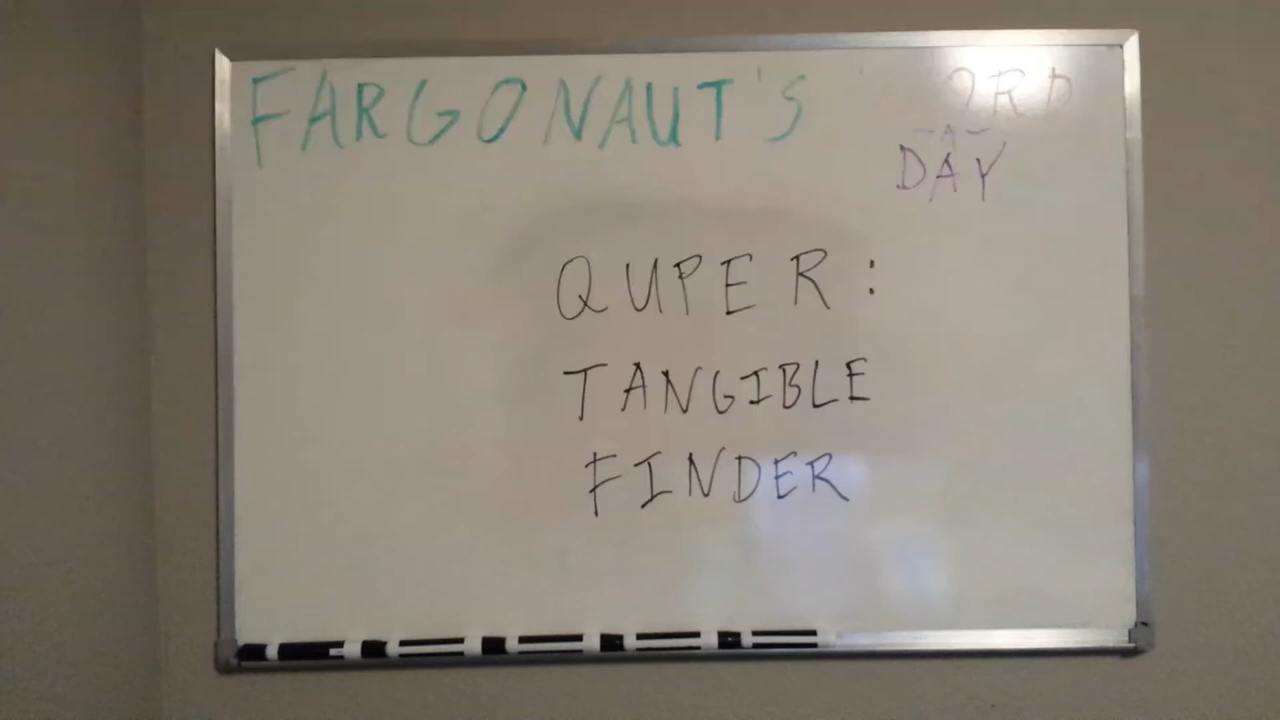 FARGONAUT'S
-A-
DAY
QUPER:
TANGIBLE
FINDER